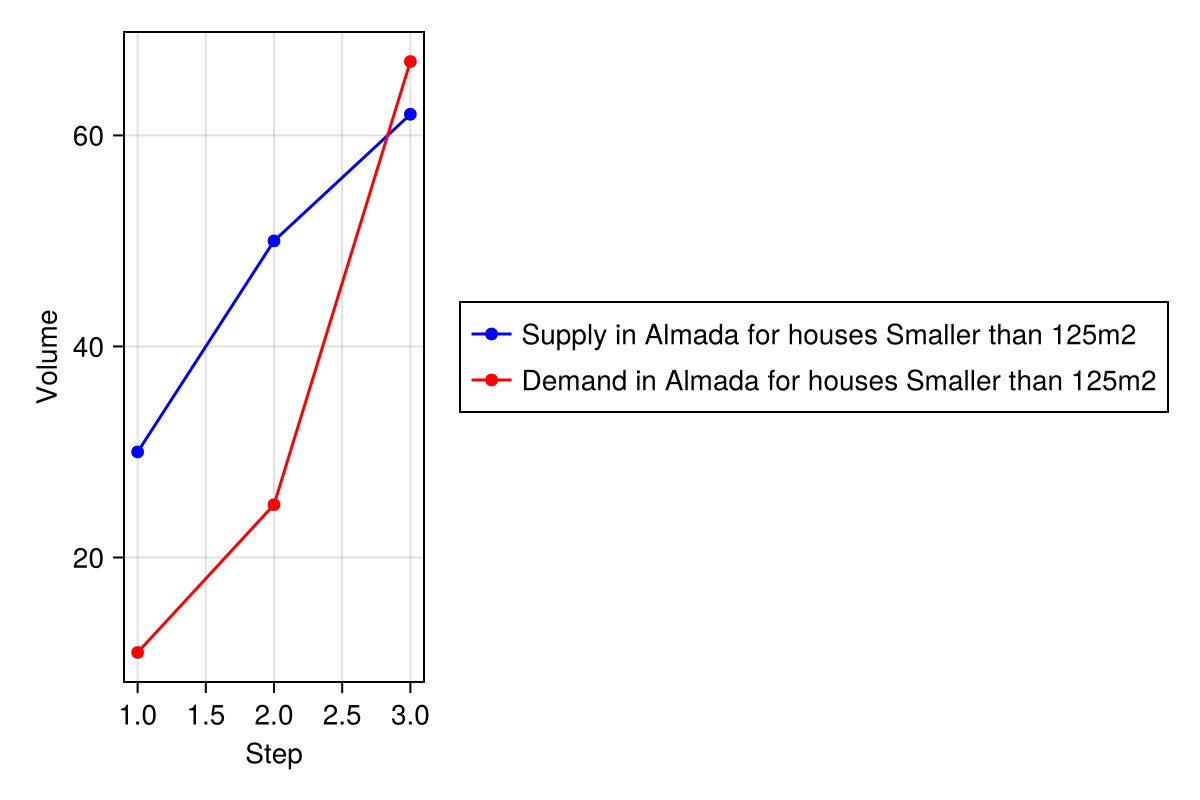 60
40
20
Volume
1.0 1.5 2.0 2.5 3.0
Step
Supply in Almada for houses Smaller than 125m2
Demand in Almada for houses Smaller than 125m2